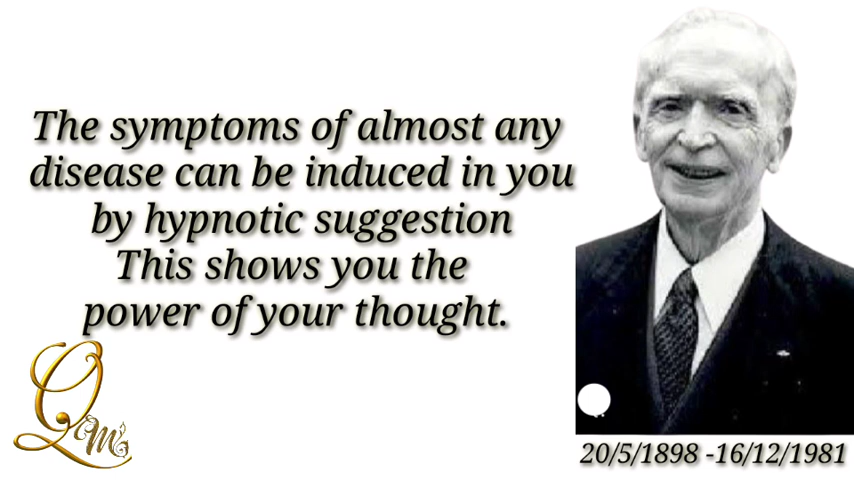 The symptoms of almost any
disease can be induced in you
by hypnotic suggestion
This shows you the
power of your thought.
QM's
20/5/1898 -16/12/1981